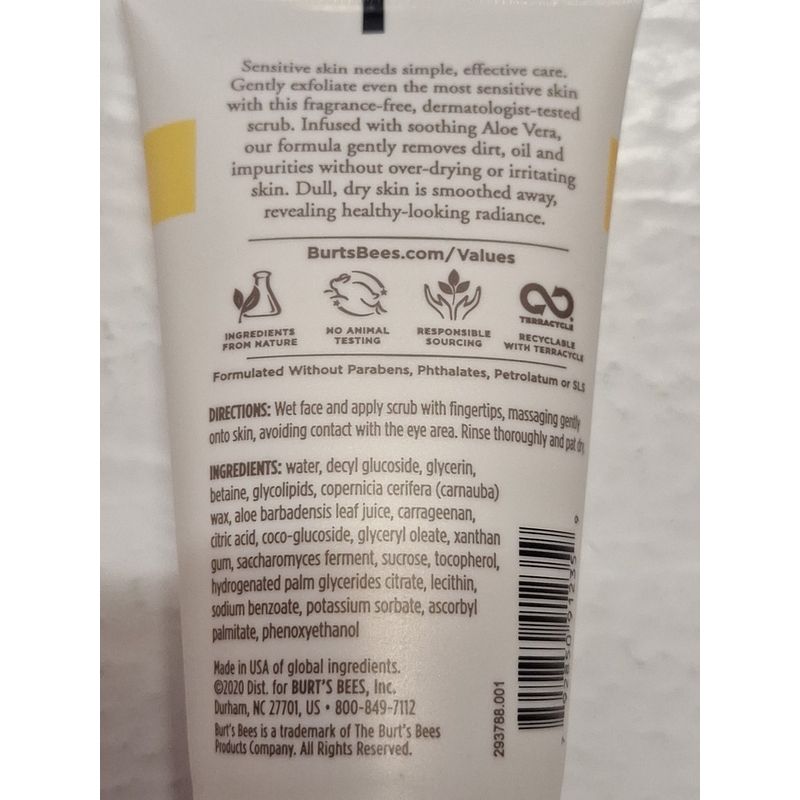 Sensitive skin needs simple, effective care.
Gently exfoliate even the most sensitive skin
with this fragrance-free, dermatologist-tested
scrub. Infused with soothing Aloe Vera,
our formula gently removes dirt, oil and
impurities without over-drying or irritating
skin. Dull, dry skin is smoothed away,
revealing healthy-looking radiance.
BurtsBees.com/Values
INGREDIENTS
FROM NATURE
NO ANIMAL
TESTING
RESPONSIBLE
SOURCING
TERRACYCLE
RECYCLABLE
WITH TERRACYCLE
Formulated Without Parabens, Phthalates, Petrolatum or SLS
DIRECTIONS: Wet face and apply scrub with fingertips, massaging gently
onto skin, avoiding contact with the eye area. Rinse thoroughly and pat dry.
INGREDIENTS: water, decyl glucoside, glycerin,
betaine, glycolipids, copernicia cerifera (carnauba)
wax, aloe barbadensis leaf juice, carrageenan,
citric acid, coco-glucoside, glyceryl oleate, xanthan
gum, saccharomyces ferment, sucrose, tocopherol,
hydrogenated palm glycerides citrate, lecithin,
sodium benzoate, potassium sorbate, ascorbyl
palmitate, phenoxyethanol
Made in USA of global ingredients.
©2020 Dist. for BURT'S BEES, Inc.
Durham, NC 27701, US • 800-849-7112
Burt's Bees is a trademark of The Burt's Bees
Products Company. All Rights Reserved.
293788.001
7 92850 91235 9